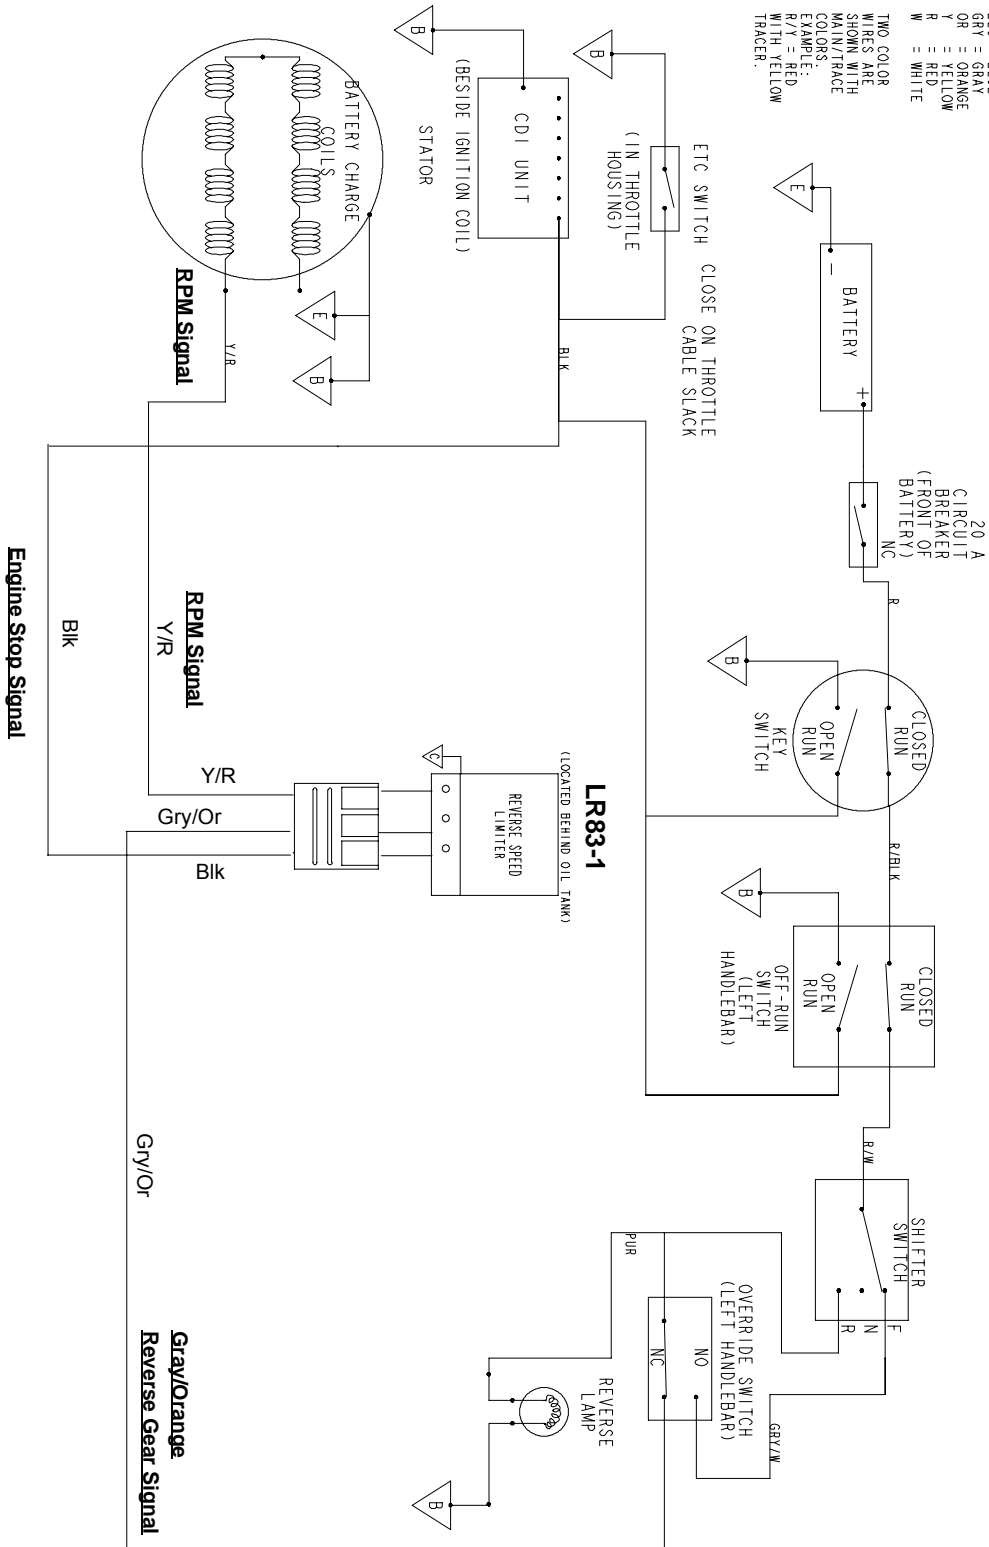 GRY = GRAY
OR = ORANGE
Y = YELLOW
R = RED
W = WHITE
TWO COLOR
WIRES ARE
SHOWN WITH
MAIN/TRACE
COLORS.
EXAMPLE:
R/Y = RED
WITH YELLOW
TRACER.
E
BATTERY
-
+
20 A
CIRCUIT
BREAKER
(FRONT OF
BATTERY)
NC
R
B
CLOSED
RUN
OPEN
RUN
KEY
SWITCH
R/BLK
B
CLOSED
RUN
OPEN
RUN
OFF-RUN
SWITCH
(LEFT
HANDLEBAR)
R/W
SHIFTER
SWITCH
F
N
R
GRY/W
OVERRIDE SWITCH
(LEFT HANDLEBAR)
NO
NC
PUR
REVERSE
LAMP
B
B
ETC SWITCH
(IN THROTTLE
HOUSING)
CLOSE ON THROTTLE
CABLE SLACK
B
CDI UNIT
(BESIDE IGNITION COIL)
BLK
STATOR
BATTERY CHARGE
COILS
E
B
RPM Signal
Y/R
LR83-1
(LOCATED BEHIND OIL TANK)
REVERSE SPEED
LIMITER
C
RPM Signal
Y/R
Y/R
Gry/Or
Blk
Blk
Engine Stop Signal
Gry/Or
Gray/Orange
Reverse Gear Signal